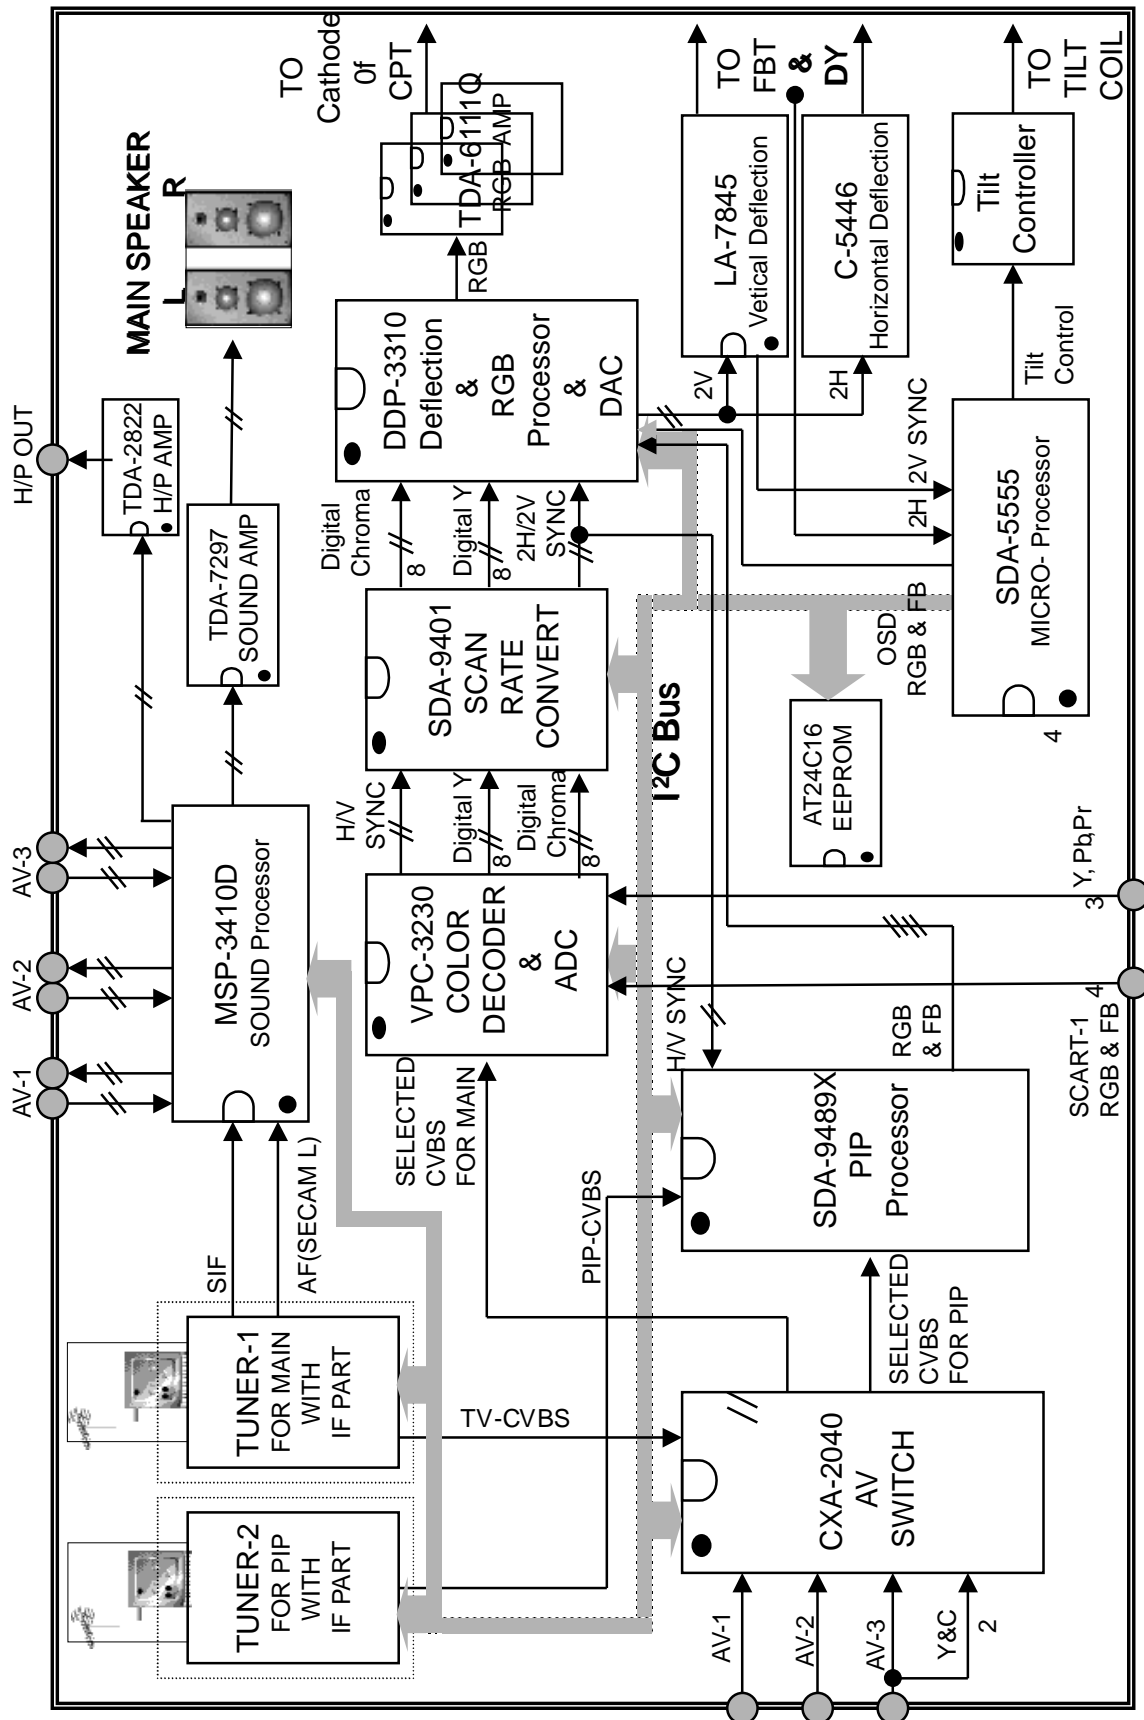 H/P OUT
MAIN SPEAKER
L
R
TO
Cathode
0f
CPT
TO
FBT
&
DY
TO
TILT
COIL
TDA-2822
H/P AMP
TDA-7297
SOUND AMP
TDA-6111Q
RGB AMP
RGB
LA-7845
Vetical Deflection
C-5446
Horizontal Deflection
Tilt
Controller
DDP-3310
Deflection
&
RGB
Processor
&
DAC
2V
2H
Tilt
Control
2H
2V SYNC
Digital
Chroma
8
Digital Y
8
2H/2V
SYNC
SDA-5555
MICRO- Processor
4
OSD
RGB & FB
SDA-9401
SCAN
RATE
CONVERT
I²C Bus
AT24C16
EEPROM
AV-3
AV-2
AV-1
MSP-3410D
SOUND Processor
H/V
SYNC
Digital Y
8
Digital
Chroma
8
VPC-3230
COLOR
DECODER
&
ADC
Y, Pb,Pr
3
4
SCART-1
RGB & FB
H/V SYNC
RGB
& FB
SELECTED
CVBS
FOR MAIN
SDA-9489X
PIP
Processor
SIF
AF(SECAM L)
PIP-CVBS
SELECTED
CVBS
FOR PIP
TUNER-1
FOR MAIN
WITH
IF PART
TV-CVBS
TUNER-2
FOR PIP
WITH
IF PART
CXA-2040
AV
SWITCH
AV-1
AV-2
AV-3
Y&C
2